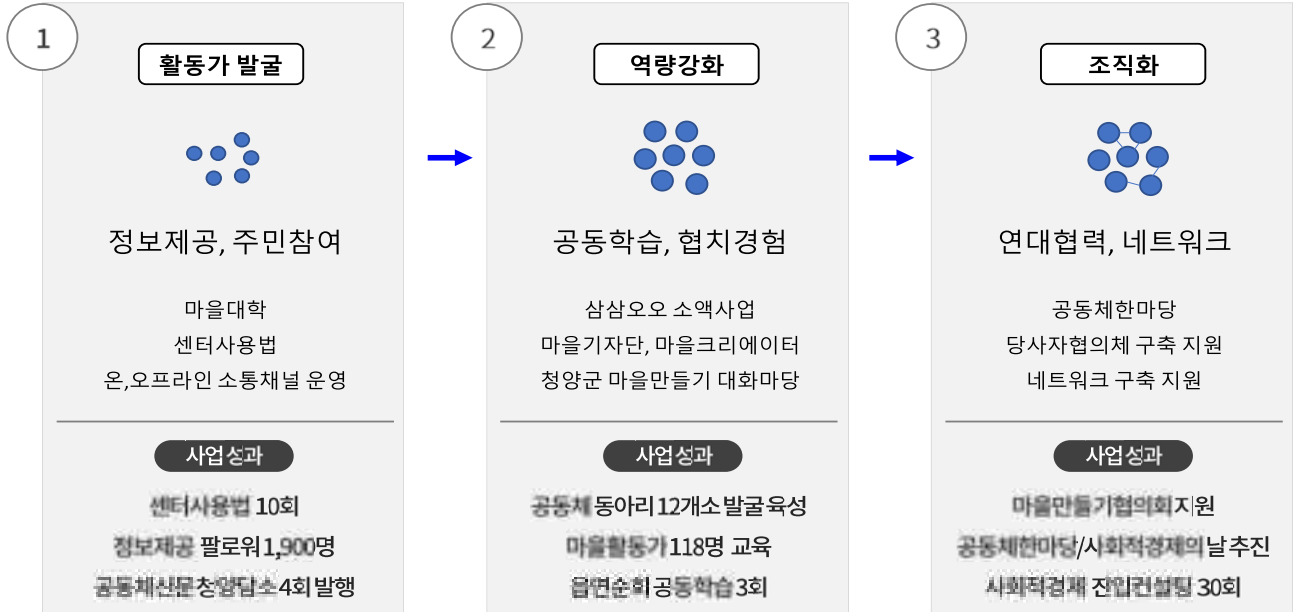 1
활동가 발굴
정보제공, 주민참여
마을대학
센터사용법
온,오프라인 소통채널 운영
사업성과
센터사용법 10회
정보제공 팔로워 1,900명
공동체신문 청양담소 4회 발행
2
역량강화
공동학습, 협치경험
삼삼오오 소액사업
마을기자단, 마을크리에이터
청양군 마을만들기 대화마당
사업성과
공동체 동아리 12개소 발굴 육성
마을활동가 118명 교육
읍면순회 공동학습 3회
3
조직화
연대협력, 네트워크
공동체한마당
당사자협의체 구축 지원
네트워크 구축 지원
사업성과
마을만들기협의회 지원
공동체한마당/사회적경제의 날 추진
사회적경제 진입컨설팅 30회